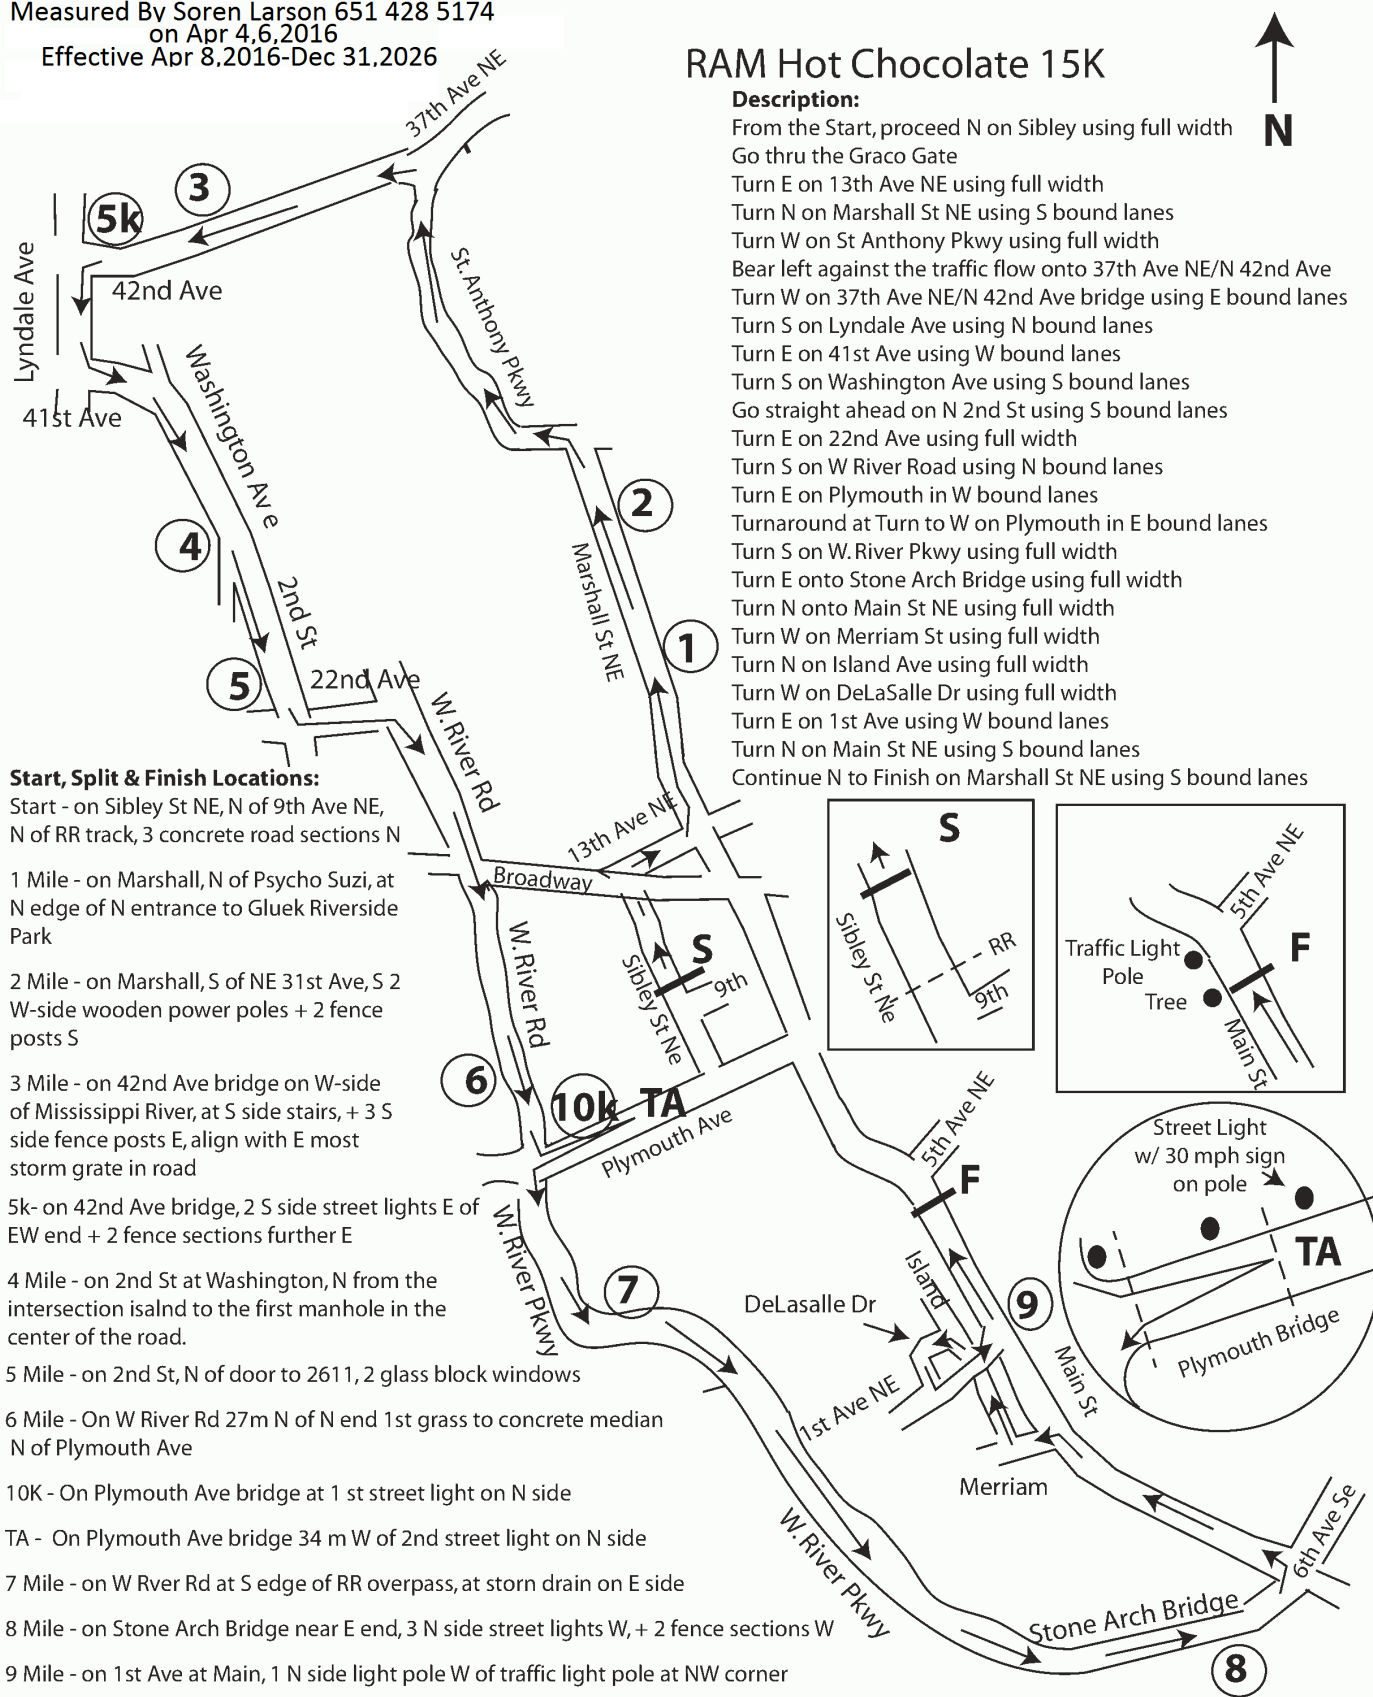 Measured By Soren Larson 651 428 5174
on Apr 4,6,2016
Effective Apr 8,2016-Dec 31,2026
RAM Hot Chocolate 15K
N
Description:
From the Start, proceed N on Sibley using full width
Go thru the Graco Gate
Turn E on 13th Ave NE using full width
Turn N on Marshall St NE using S bound lanes
Turn W on St Anthony Pkwy using full width
Bear left against the traffic flow onto 37th Ave NE/N 42nd Ave
Turn W on 37th Ave NE/N 42nd Ave bridge using E bound lanes
Turn S on Lyndale Ave using N bound lanes
Turn E on 41st Ave using W bound lanes
Turn S on Washington Ave using S bound lanes
Go straight ahead on N 2nd St using S bound lanes
Turn E on 22nd Ave using full width
Turn S on W River Road using N bound lanes
Turn E on Plymouth in W bound lanes
Turnaround at Turn to W on Plymouth in E bound lanes
Turn S on W. River Pkwy using full width
Turn E onto Stone Arch Bridge using full width
Turn N onto Main St NE using full width
Turn W on Merriam St using full width
Turn N on Island Ave using full width
Turn W on DeLaSalle Dr using full width
Turn E on 1st Ave using W bound lanes
Turn N on Main St NE using S bound lanes
Continue N to Finish on Marshall St NE using S bound lanes
37th Ave NE
3
5k
Lyndale Ave
42nd Ave
41st Ave
Washington Ave
St. Anthony Pkwy
2
Marshall St NE
1
4
2nd St
5
22nd Ave
W. River Rd
13th Ave NE
Broadway
W. River Rd
Sibley St Ne
S
9th
6
10k
TA
Plymouth Ave
5th Ave NE
F
W. River Pkwy
7
Island
DeLasalle Dr
9
Main St
1st Ave NE
Merriam
W. River Pkwy
Stone Arch Bridge
6th Ave Se
8
S
Sibley St Ne
RR
9th
5th Ave NE
F
Traffic Light
Pole
Tree
Main St
Street Light
w/ 30 mph sign
on pole
TA
Plymouth Bridge
Start, Split & Finish Locations:
Start - on Sibley St NE, N of 9th Ave NE,
N of RR track, 3 concrete road sections N
1 Mile - on Marshall, N of Psycho Suzi, at
N edge of N entrance to Gluek Riverside
Park
2 Mile - on Marshall, S of NE 31st Ave, S 2
W-side wooden power poles + 2 fence
posts S
3 Mile - on 42nd Ave bridge on W-side
of Mississippi River, at S side stairs, + 3 S
side fence posts E, align with E most
storm grate in road
5k- on 42nd Ave bridge, 2 S side street lights E of
EW end + 2 fence sections further E
4 Mile - on 2nd St at Washington, N from the
intersection isalnd to the first manhole in the
center of the road.
5 Mile - on 2nd St, N of door to 2611, 2 glass block windows
6 Mile - On W River Rd 27m N of N end 1st grass to concrete median
N of Plymouth Ave
10K - On Plymouth Ave bridge at 1 st street light on N side
TA - On Plymouth Ave bridge 34 m W of 2nd street light on N side
7 Mile - on W Rver Rd at S edge of RR overpass, at storn drain on E side
8 Mile - on Stone Arch Bridge near E end, 3 N side street lights W, + 2 fence sections W
9 Mile - on 1st Ave at Main, 1 N side light pole W of traffic light pole at NW corner